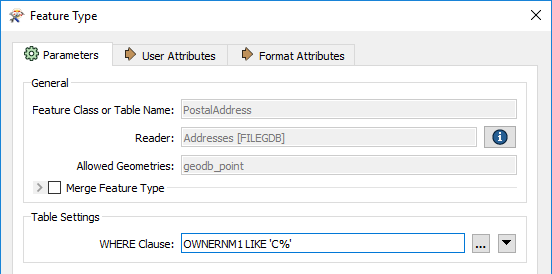 Feature Type
Parameters
User Attributes
Format Attributes
General
Feature Class or Table Name: PostalAddress
Reader: Addresses [FILEGDB]
Allowed Geometries: geodb_point
Merge Feature Type
Table Settings
WHERE Clause: OWNERNM1 LIKE 'C%' ...